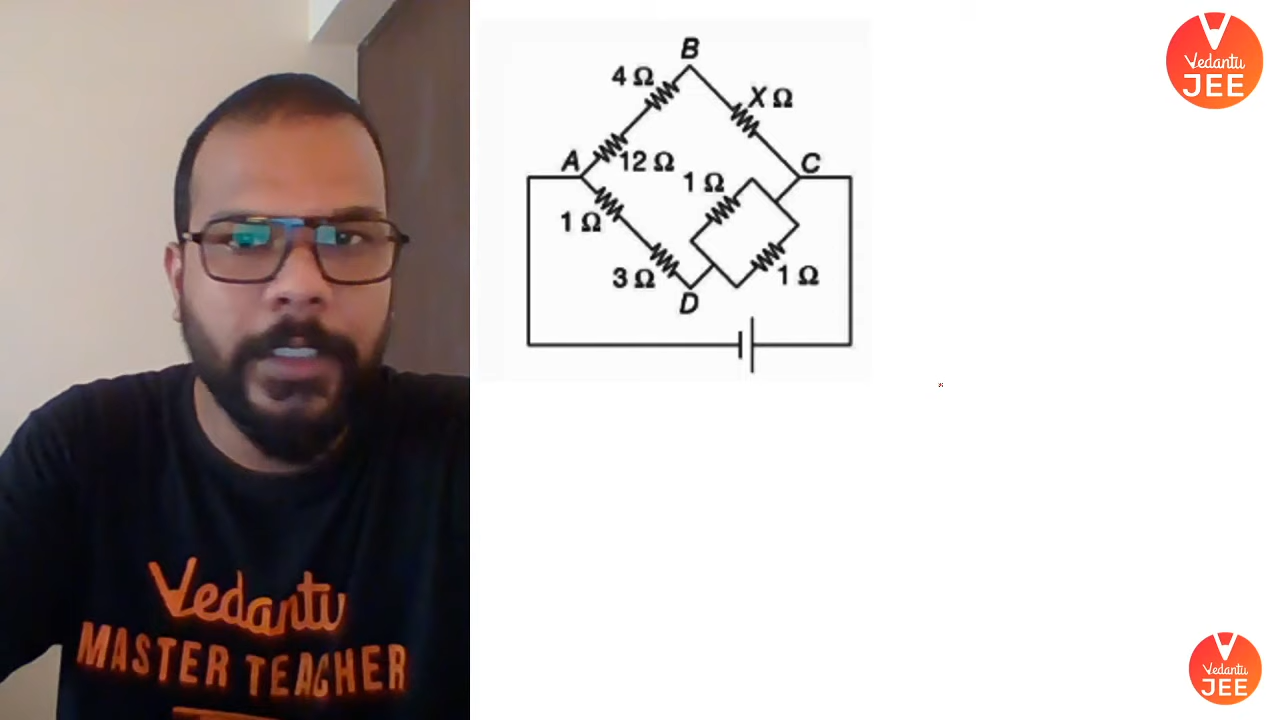 Vedantu
JEE
B
4 Ω
X Ω
A
12 Ω
C
1 Ω
1 Ω
3 Ω
1 Ω
D
Vedantu
MASTER TEACHER
Vedantu
JEE